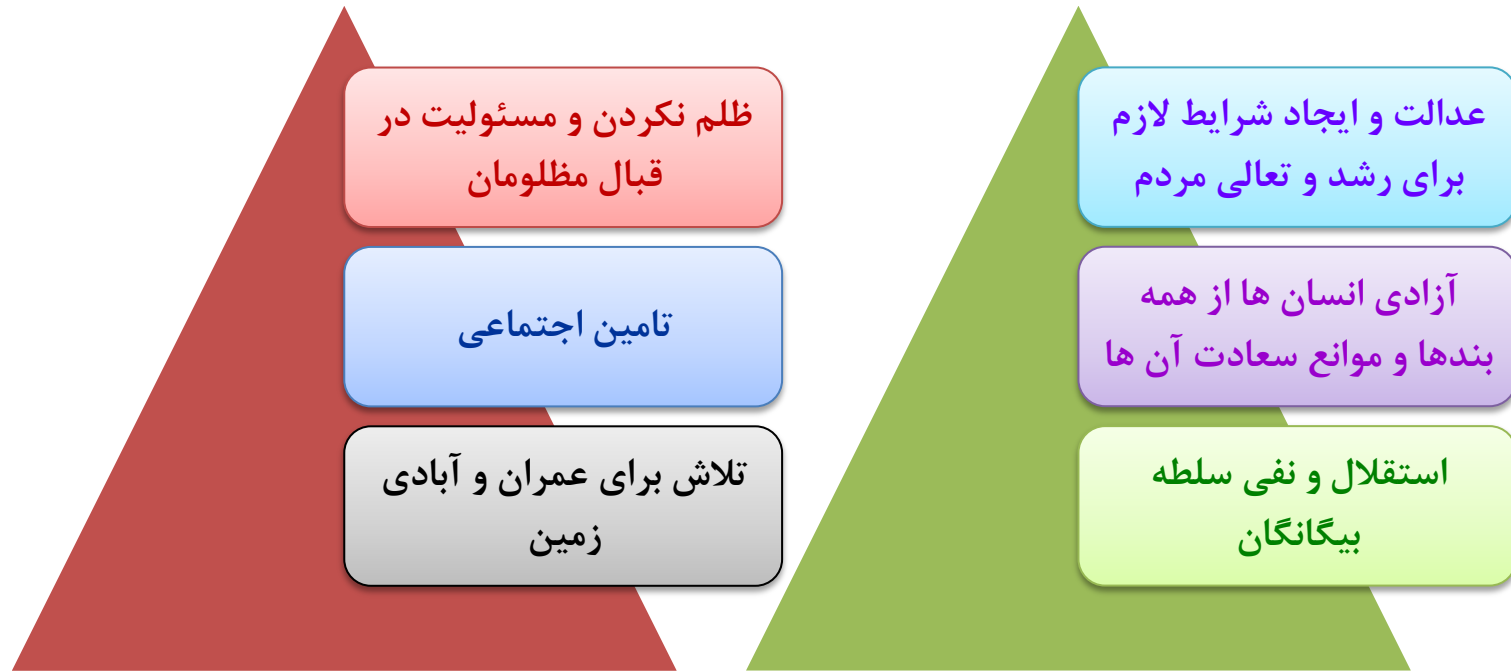 عدالت و ایجاد شرایط لازم
برای رشد و تعالی مردم
آزادی انسان ها از همه
بندها و موانع سعادت آن ها
استقلال و نفی سلطه
بیگانگان
ظلم نکردن و مسئولیت در
قبال مظلومان
تامین اجتماعی
تلاش برای عمران و آبادی
زمین